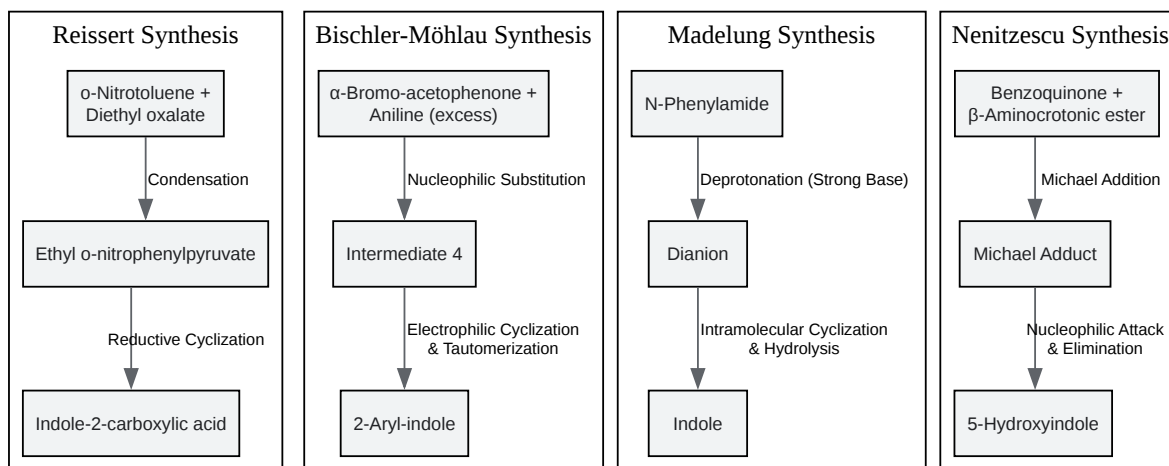 Reissert Synthesis
o-Nitrotoluene +
Diethyl oxalate
Condensation
Ethyl o-nitrophenylpyruvate
Reductive Cyclization
Indole-2-carboxylic acid
Bischler-Möhlau Synthesis
α-Bromo-acetophenone +
Aniline (excess)
Nucleophilic Substitution
Intermediate 4
Electrophilic Cyclization
& Tautomerization
2-Aryl-indole
Madelung Synthesis
N-Phenylamide
Deprotonation (Strong Base)
Dianion
Intramolecular Cyclization
& Hydrolysis
Indole
Nenitzescu Synthesis
Benzoquinone +
β-Aminocrotonic ester
Michael Addition
Michael Adduct
Nucleophilic Attack
& Elimination
5-Hydroxyindole